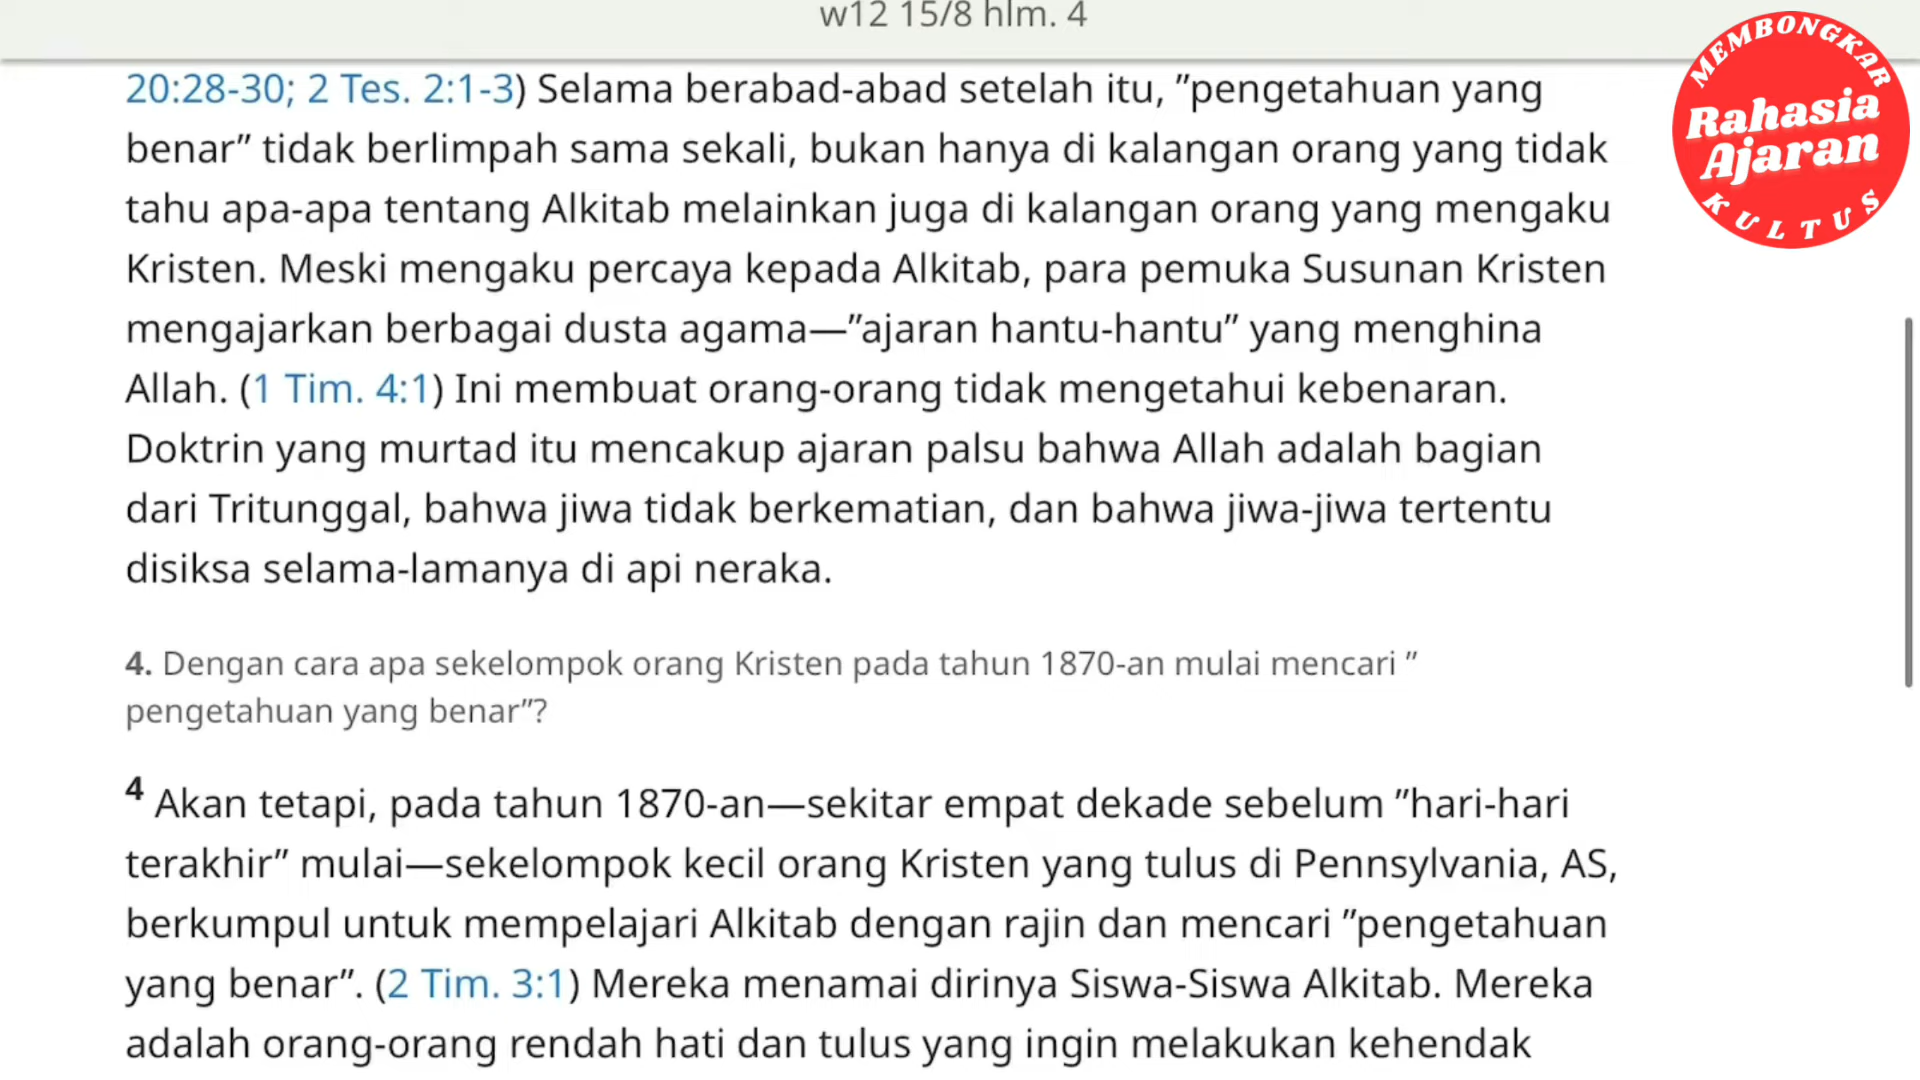 w12 15/8 hlm. 4
20:28-30; 2 Tes. 2:1-3) Selama berabad-abad setelah itu, ”pengetahuan yang
benar” tidak berlimpah sama sekali, bukan hanya di kalangan orang yang tidak
tahu apa-apa tentang Alkitab melainkan juga di kalangan orang yang mengaku
Kristen. Meski mengaku percaya kepada Alkitab, para pemuka Susunan Kristen
mengajarkan berbagai dusta agama—”ajaran hantu-hantu” yang menghina
Allah. (1 Tim. 4:1) Ini membuat orang-orang tidak mengetahui kebenaran.
Doktrin yang murtad itu mencakup ajaran palsu bahwa Allah adalah bagian
dari Tritunggal, bahwa jiwa tidak berkematian, dan bahwa jiwa-jiwa tertentu
disiksa selama-lamanya di api neraka.
4. Dengan cara apa sekelompok orang Kristen pada tahun 1870-an mulai mencari ”
pengetahuan yang benar”?
4 Akan tetapi, pada tahun 1870-an—sekitar empat dekade sebelum ”hari-hari
terakhir” mulai—sekelompok kecil orang Kristen yang tulus di Pennsylvania, AS,
berkumpul untuk mempelajari Alkitab dengan rajin dan mencari ”pengetahuan
yang benar”. (2 Tim. 3:1) Mereka menamai dirinya Siswa-Siswa Alkitab. Mereka
adalah orang-orang rendah hati dan tulus yang ingin melakukan kehendak
MEMBONGKAR
Rahasia
Ajaran
KULTUS